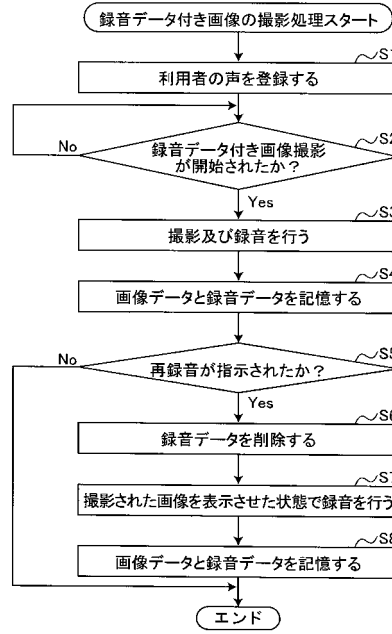 録音データ付き画像の撮影処理スタート
S1
利用者の声を登録する
S2
録音データ付き画像撮影
が開始されたか？
No
Yes
S3
撮影及び録音を行う
S4
画像データと録音データを記憶する
S5
再録音が指示されたか？
No
Yes
S6
録音データを削除する
S7
撮影された画像を表示させた状態で録音を行う
S8
画像データと録音データを記憶する
エンド